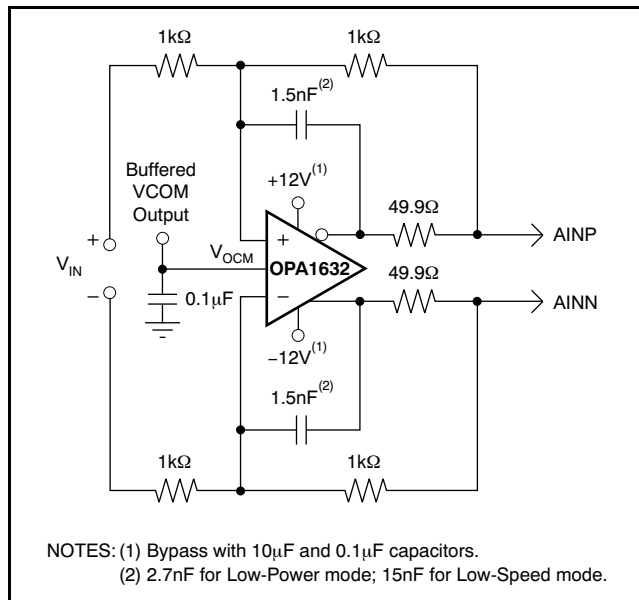 1kΩ
1kΩ
1.5nF(2)
Buffered
VCOM
Output
+12V(1)
49.9Ω
AINP
+
VIN
−
VOCM
+
OPA1632
−
49.9Ω
AINN
0.1μF
−12V(1)
1.5nF(2)
1kΩ
1kΩ
NOTES: (1) Bypass with 10μF and 0.1μF capacitors.
(2) 2.7nF for Low-Power mode; 15nF for Low-Speed mode.